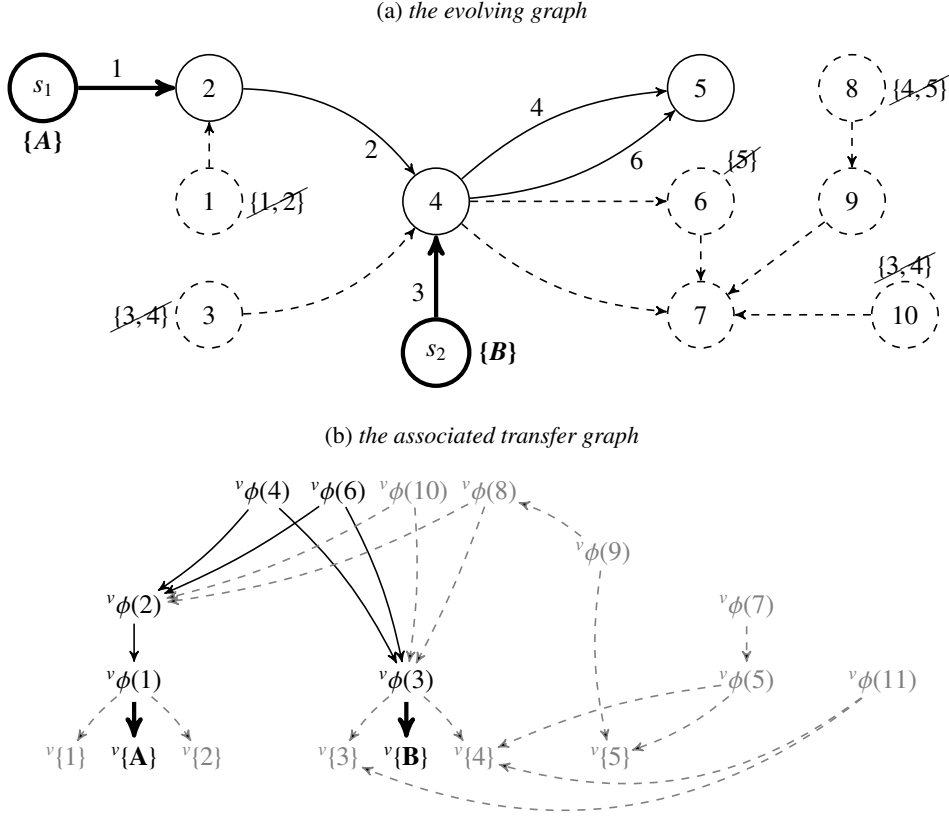 (a) the evolving graph
s₁ 1 2 5 8 {4, 5}
{A} 4
2 6 {5}
1 {1, 2} 4 6 9
{3, 4}
{3, 4} 3 3 7 10
s₂ {B}
(b) the associated transfer graph
ᵛϕ(4) ᵛϕ(6) ᵛϕ(10) ᵛϕ(8)
ᵛϕ(9)
ᵛϕ(2) ᵛϕ(7)
ᵛϕ(1) ᵛϕ(3) ᵛϕ(5) ᵛϕ(11)
ᵛ{1} ᵛ{A} ᵛ{2} ᵛ{3} ᵛ{B} ᵛ{4} ᵛ{5}